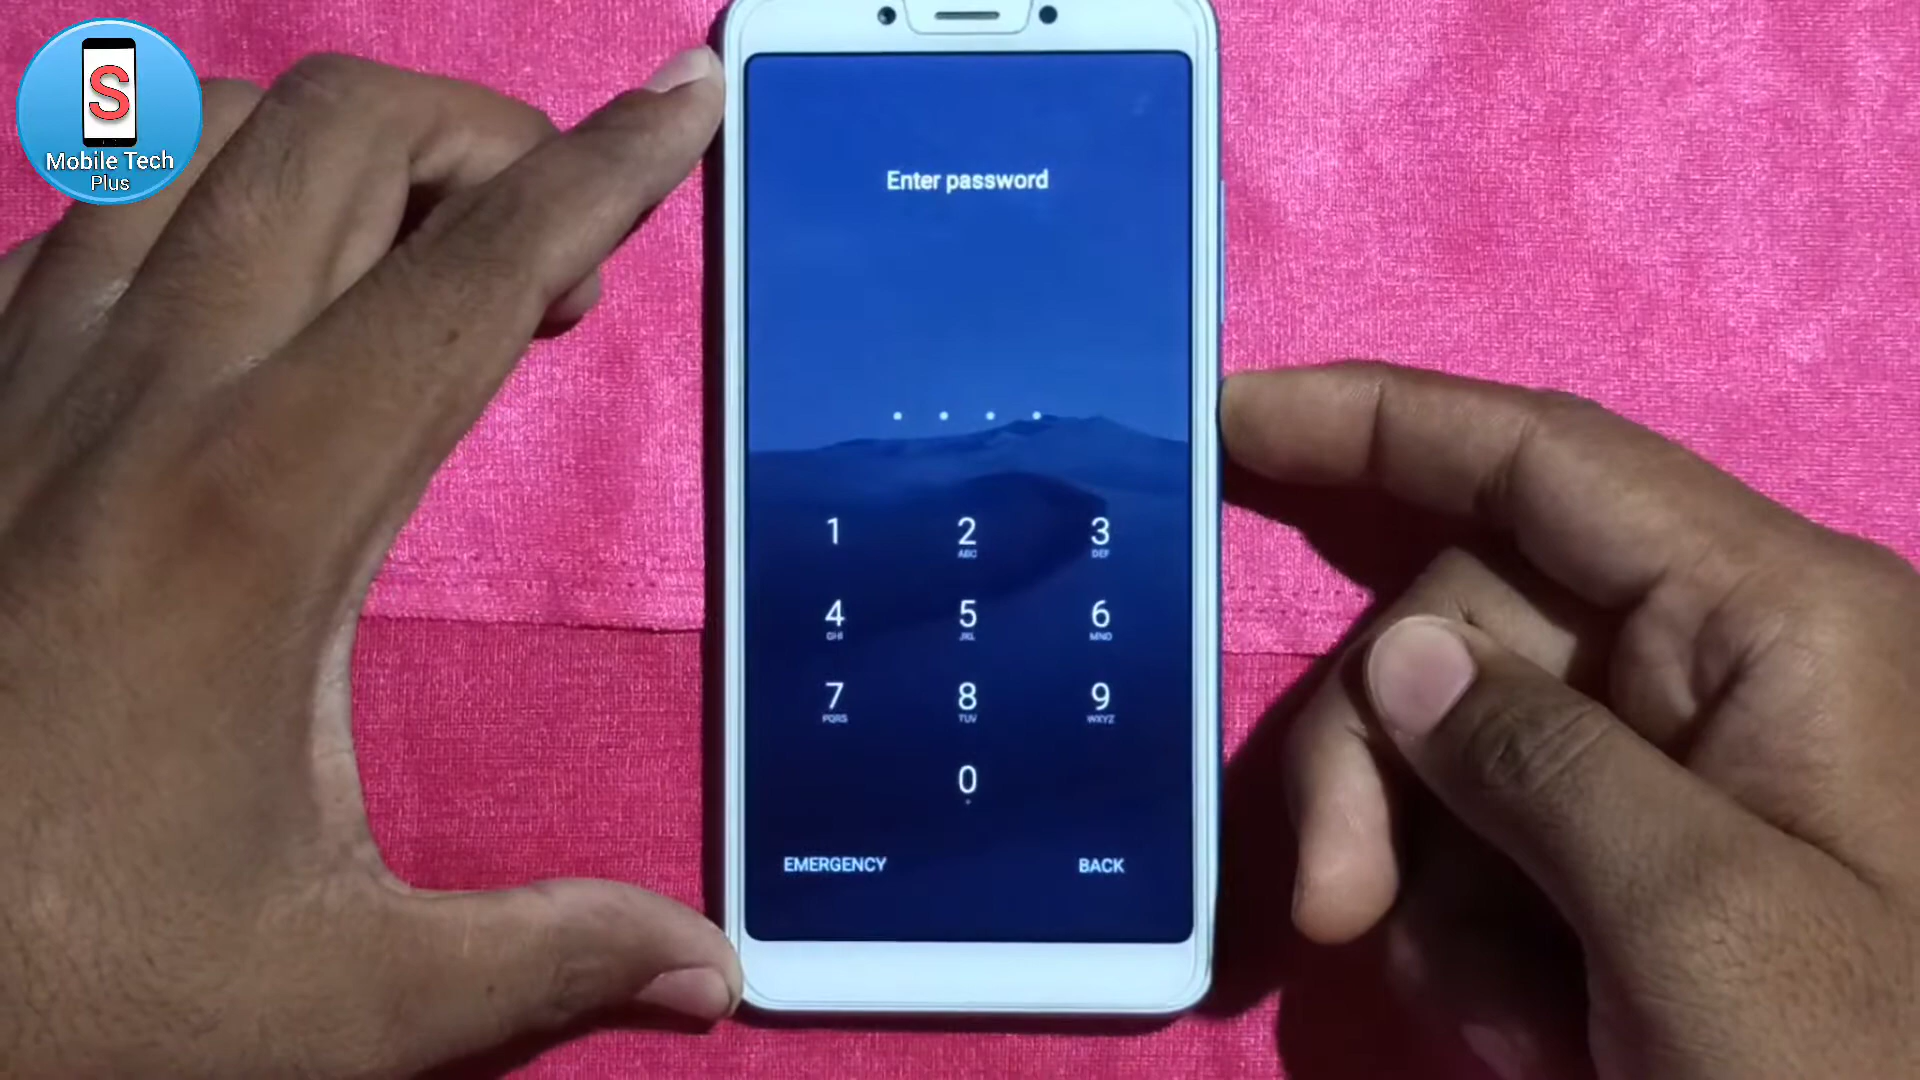 S
Mobile Tech
Plus
Enter password
1
2
3
ABC
DEF
4
5
6
GHI
JKL
MNO
7
8
9
PQRS
TUV
WXYZ
0
+
EMERGENCY
BACK